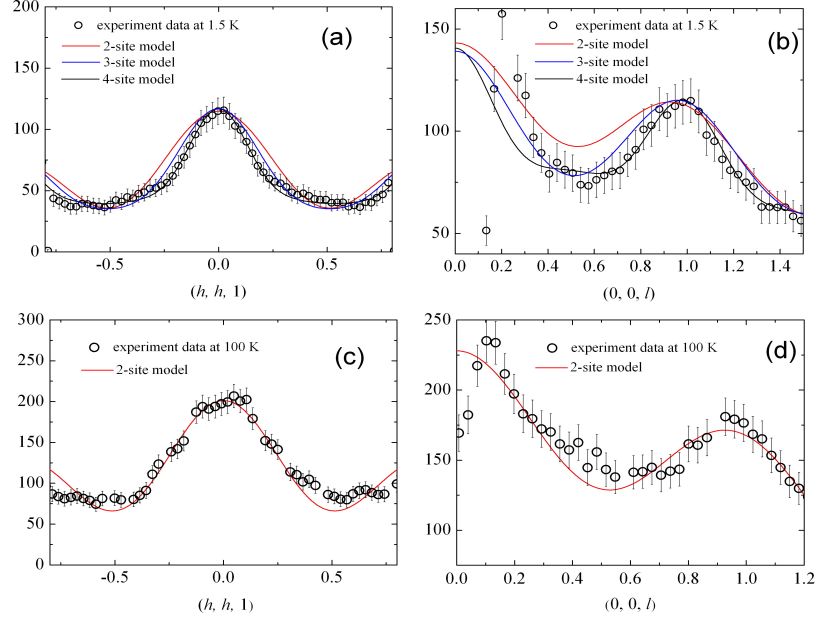 (a)
experiment data at 1.5 K
2-site model
3-site model
4-site model
200
150
100
50
0
-0.5
0.0
0.5
(h, h, 1)
(b)
experiment data at 1.5 K
2-site model
3-site model
4-site model
150
100
50
0.0
0.2
0.4
0.6
0.8
1.0
1.2
1.4
(0, 0, l)
(c)
experiment data at 100 K
2-site model
300
250
200
150
100
50
0
-0.5
0.0
0.5
(h, h, 1)
(d)
experiment data at 100 K
2-site model
250
200
150
100
0.0
0.2
0.4
0.6
0.8
1.0
1.2
(0, 0, l)